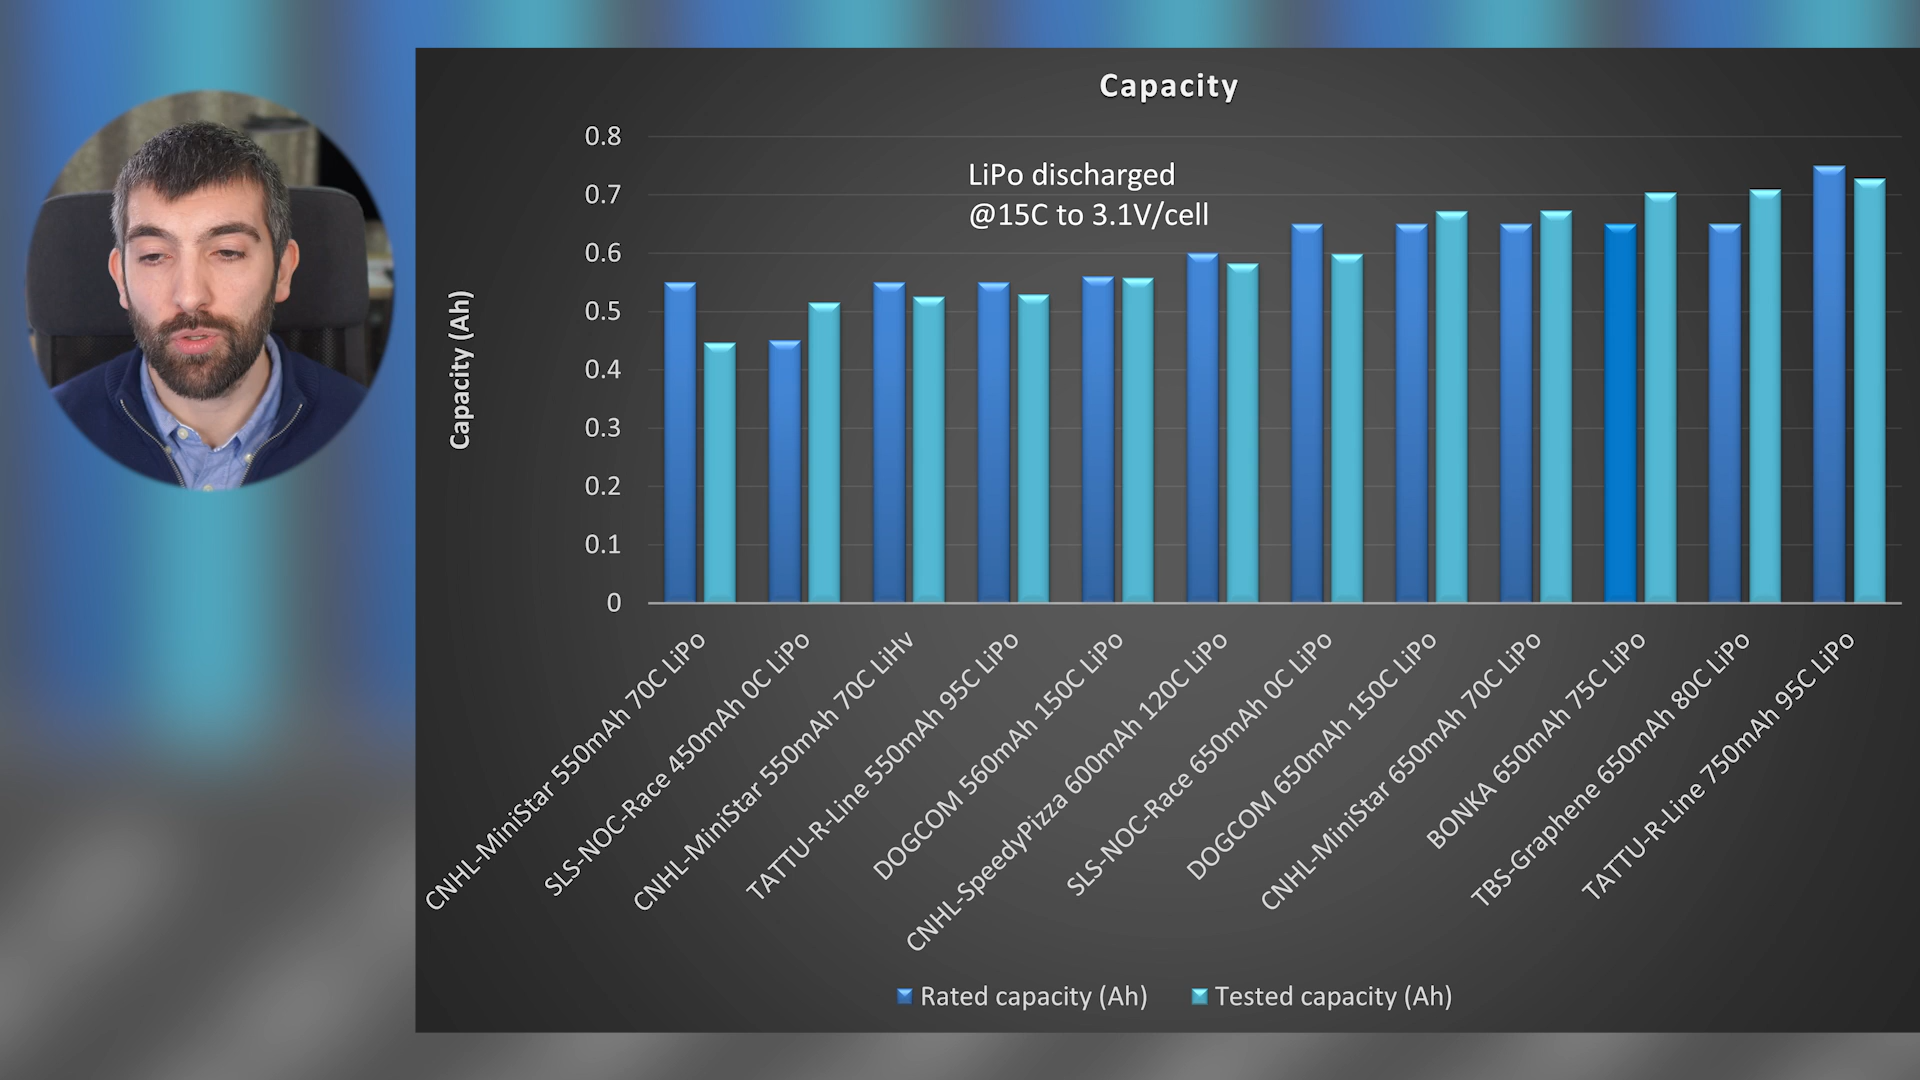 Capacity
LiPo discharged
@15C to 3.1V/cell
Capacity (Ah)
0.8
0.7
0.6
0.5
0.4
0.3
0.2
0.1
0
CNHL-MiniStar 550mAh 70C LiPo
SLS-NOC-Race 450mAh 0C LiPo
CNHL-MiniStar 550mAh 70C LiHv
TATTU-R-Line 550mAh 95C LiPo
DOGCOM 560mAh 150C LiPo
CNHL-SpeedyPizza 600mAh 120C LiPo
SLS-NOC-Race 650mAh 0C LiPo
DOGCOM 650mAh 150C LiPo
CNHL-MiniStar 650mAh 70C LiPo
BONKA 650mAh 75C LiPo
TBS-Graphene 650mAh 80C LiPo
TATTU-R-Line 750mAh 95C LiPo
Rated capacity (Ah)
Tested capacity (Ah)